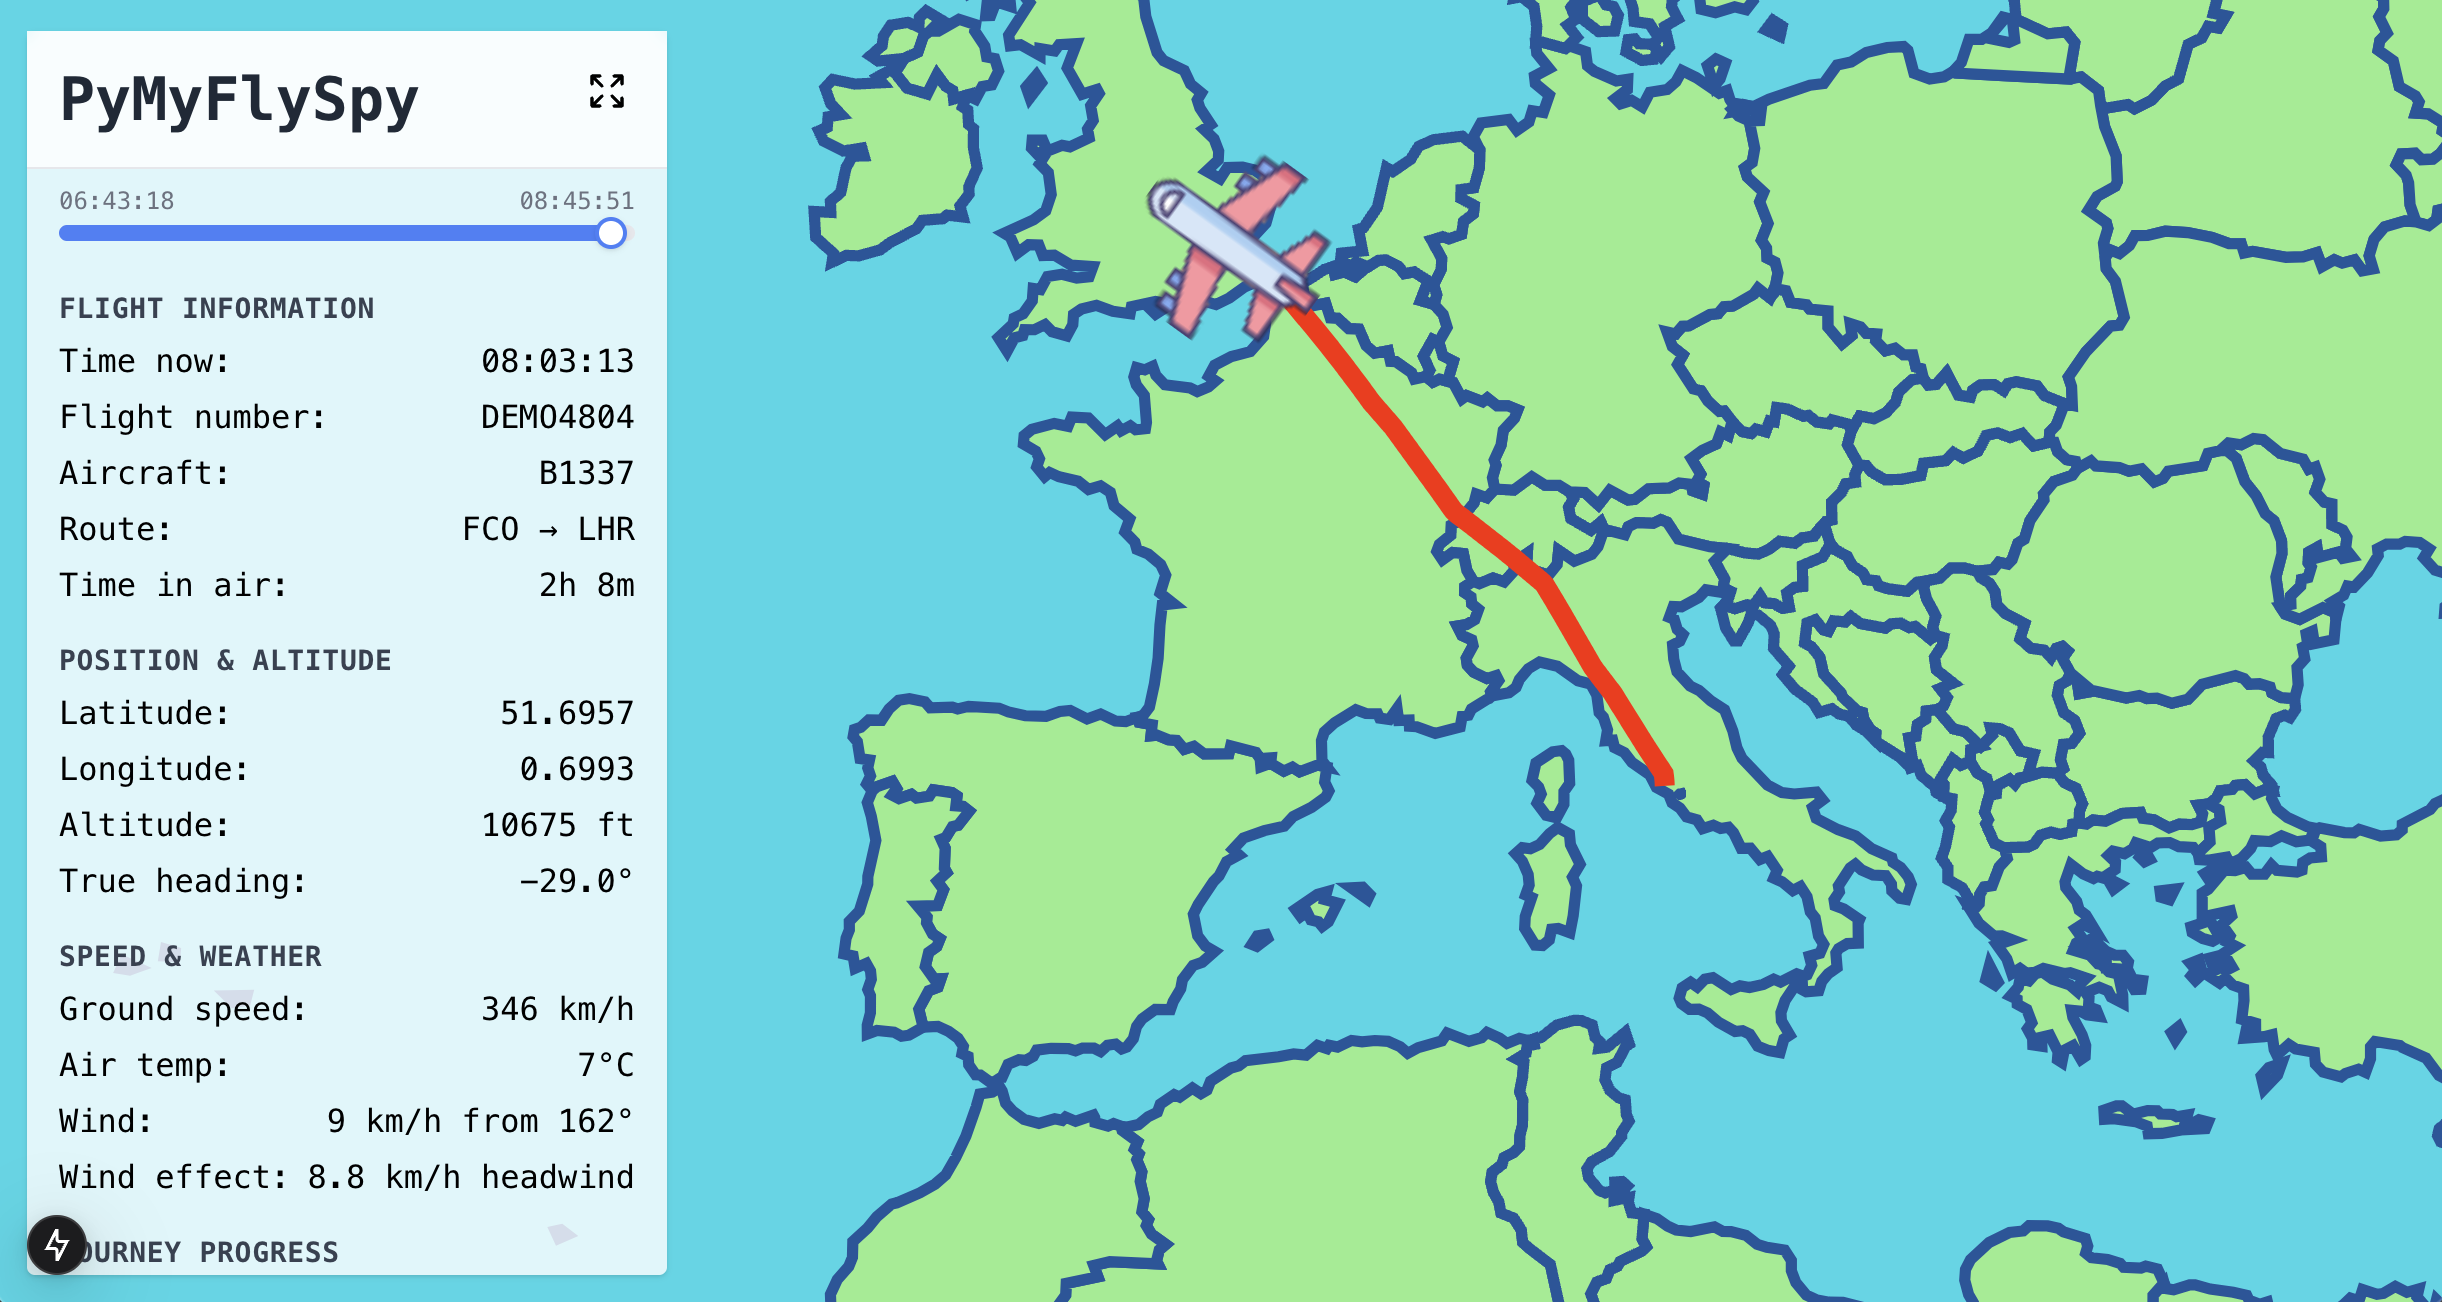 PyMyFlySpy
06:43:18 08:45:51
FLIGHT INFORMATION
Time now: 08:03:13
Flight number: DEMO4804
Aircraft: B1337
Route: FCO → LHR
Time in air: 2h 8m
POSITION & ALTITUDE
Latitude: 51.6957
Longitude: 0.6993
Altitude: 10675 ft
True heading: −29.0°
SPEED & WEATHER
Ground speed: 346 km/h
Air temp: 7°C
Wind: 9 km/h from 162°
Wind effect: 8.8 km/h headwind
OURNEY PROGRESS